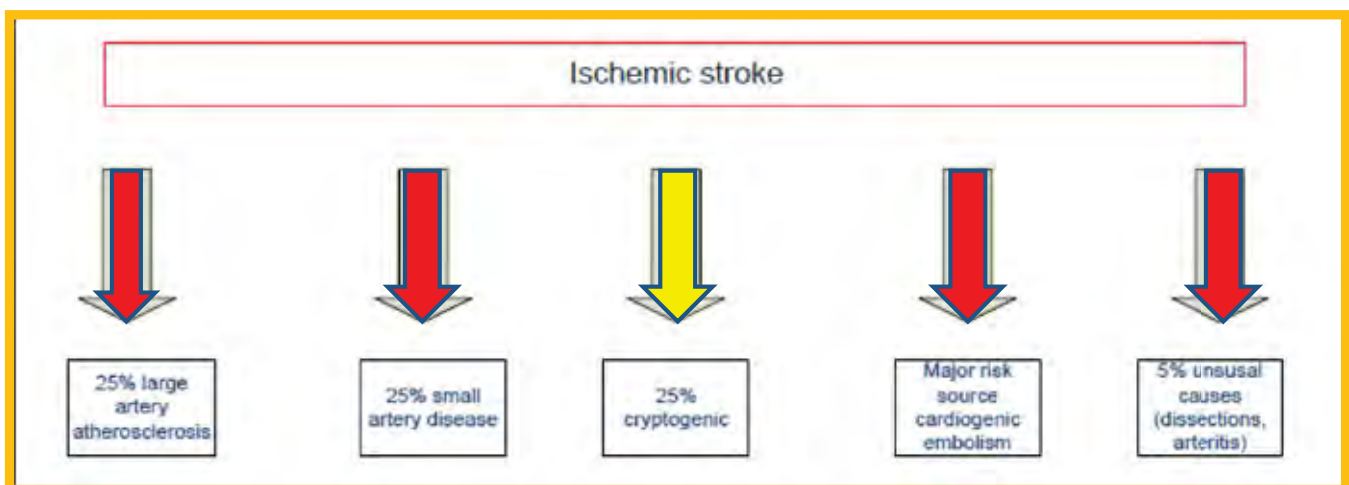 Ischemic stroke
25% large
artery
atherosclerosis
25% small
artery disease
25%
cryptogenic
Major risk
source
cardiogenic
embolism
5% unsusal
causes
(dissections,
arteritis)